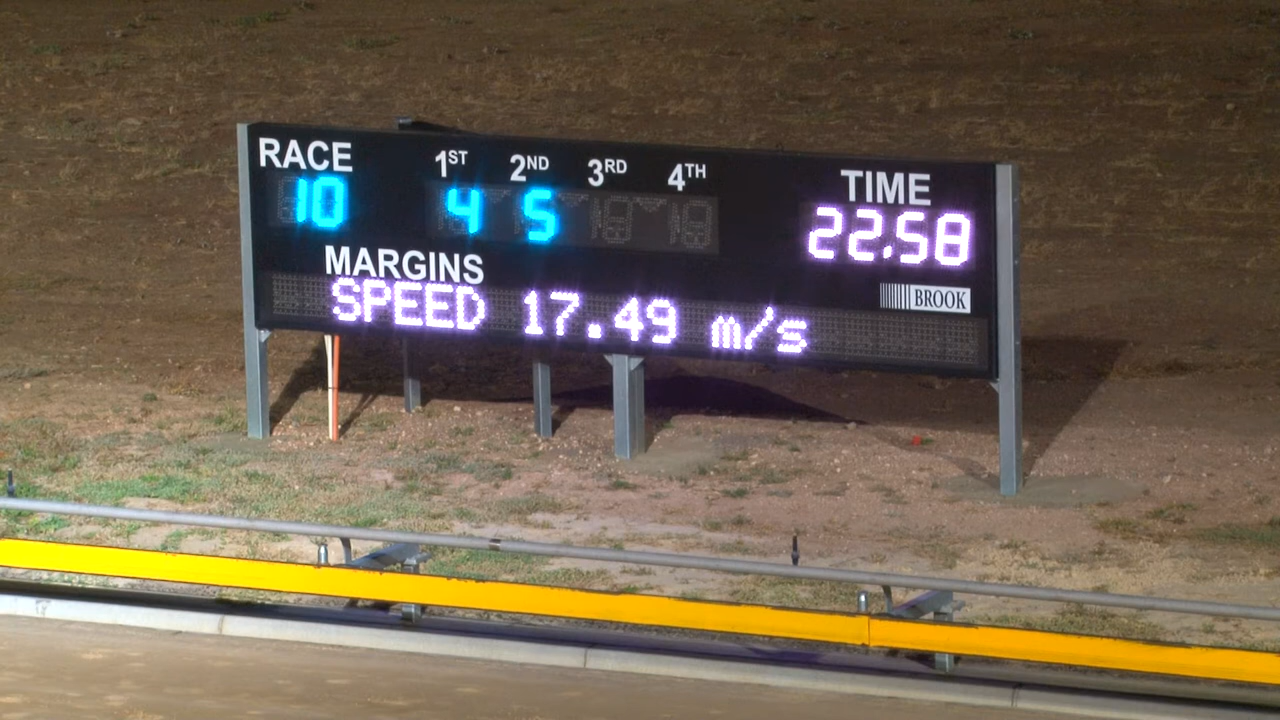 RACE 1ST 2ND 3RD 4TH TIME
10 4 5 22.58
MARGINS
BROOK
SPEED 17.49 m/s